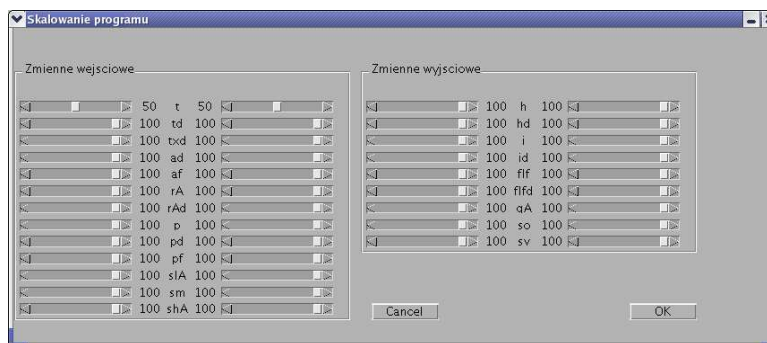 Skalowanie programu
Zmienne wejsciowe
50 t 50
100 td 100
100 txd 100
100 ad 100
100 af 100
100 rA 100
100 rAd 100
100 p 100
100 pd 100
100 pf 100
100 slA 100
100 sm 100
100 shA 100
Zmienne wyjsciowe
100 h 100
100 hd 100
100 i 100
100 id 100
100 flf 100
100 flfd 100
100 qA 100
100 so 100
100 sv 100
Cancel
OK